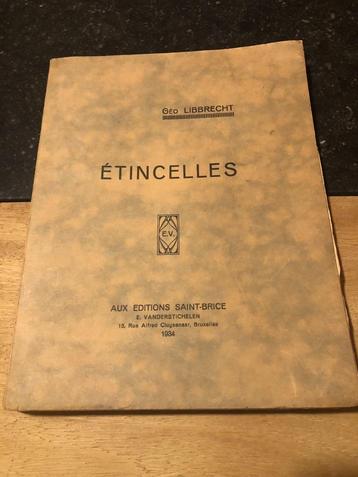 Géo LIBBRECHT
ÉTINCELLES
E.V.
AUX EDITIONS SAINT-BRICE
E. VANDERSTICHELEN
15, Rue Alfred Cluysenaar, Bruxelles
1934